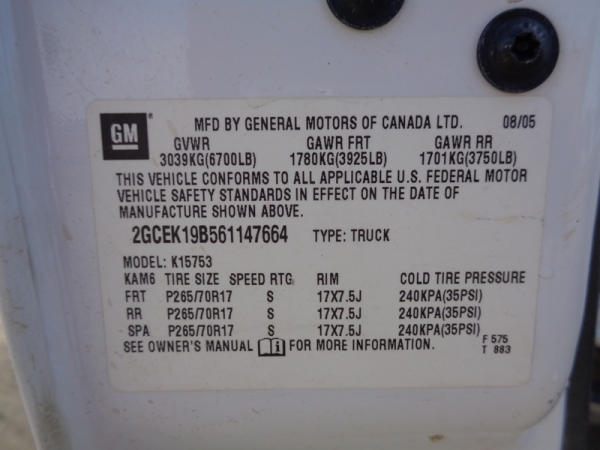 GM
MFD BY GENERAL MOTORS OF CANADA LTD. 08/05
GVWR GAWR FRT GAWR RR
3039KG(6700LB) 1780KG(3925LB) 1701KG(3750LB)
THIS VEHICLE CONFORMS TO ALL APPLICABLE U.S. FEDERAL MOTOR
VEHICLE SAFETY STANDARDS IN EFFECT ON THE DATE OF
MANUFACTURE SHOWN ABOVE.
2GCEK19B561147664 TYPE: TRUCK
MODEL: K15753
KAM6 TIRE SIZE SPEED RTG RIM COLD TIRE PRESSURE
FRT P265/70R17 S 17X7.5J 240KPA(35PSI)
RR P265/70R17 S 17X7.5J 240KPA(35PSI)
SPA P265/70R17 S 17X7.5J 240KPA(35PSI)
SEE OWNER'S MANUAL FOR MORE INFORMATION. F 575
T 883